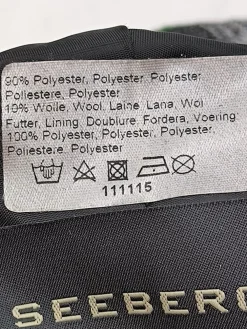 90% Polyester, Polyester, Polyester
Poliestere, Polyester
10% Wolle, Wool, Laine, Lana, Wol
Futter, Lining, Doublure, Fordera, Voering:
100% Polyester, Polyester, Polyester,
Poliestere, Polyester
111115
SEEBERG